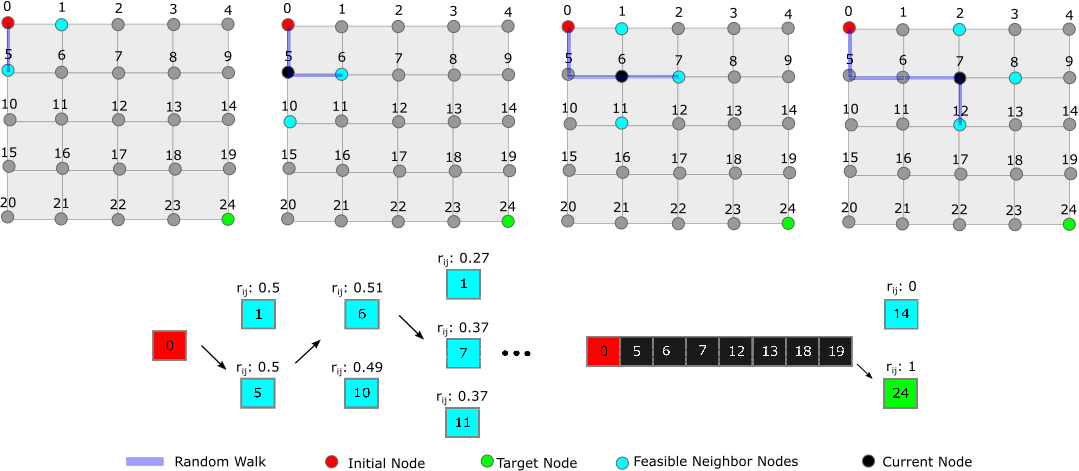 0 1 2 3 4
5 6 7 8 9
10 11 12 13 14
15 16 17 18 19
20 21 22 23 24
0 1 2 3 4
5 6 7 8 9
10 11 12 13 14
15 16 17 18 19
20 21 22 23 24
0 1 2 3 4
5 6 7 8 9
10 11 12 13 14
15 16 17 18 19
20 21 22 23 24
0 1 2 3 4
5 6 7 8 9
10 11 12 13 14
15 16 17 18 19
20 21 22 23 24
0
rij: 0.5
1
rij: 0.5
5
rij: 0.51
6
rij: 0.49
10
rij: 0.27
1
rij: 0.37
7
rij: 0.37
11
0 5 6 7 12 13 18 19
rij: 0
14
rij: 1
24
Random Walk Initial Node Target Node Feasible Neighbor Nodes Current Node